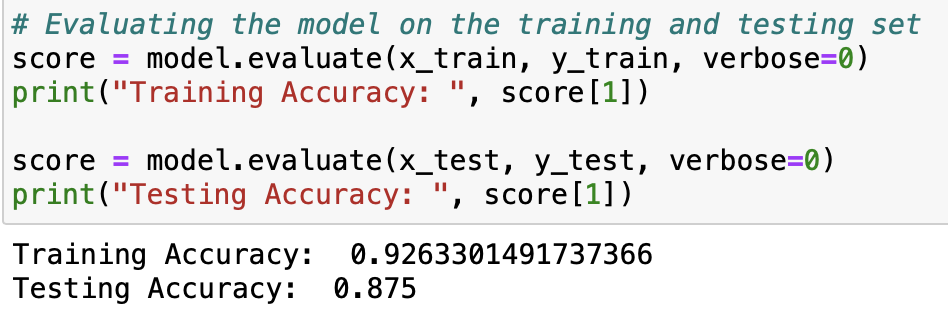 # Evaluating the model on the training and testing set
score = model.evaluate(x_train, y_train, verbose=0)
print("Training Accuracy: ", score[1])
score = model.evaluate(x_test, y_test, verbose=0)
print("Testing Accuracy: ", score[1])
Training Accuracy:  0.9263301491737366
Testing Accuracy:  0.875